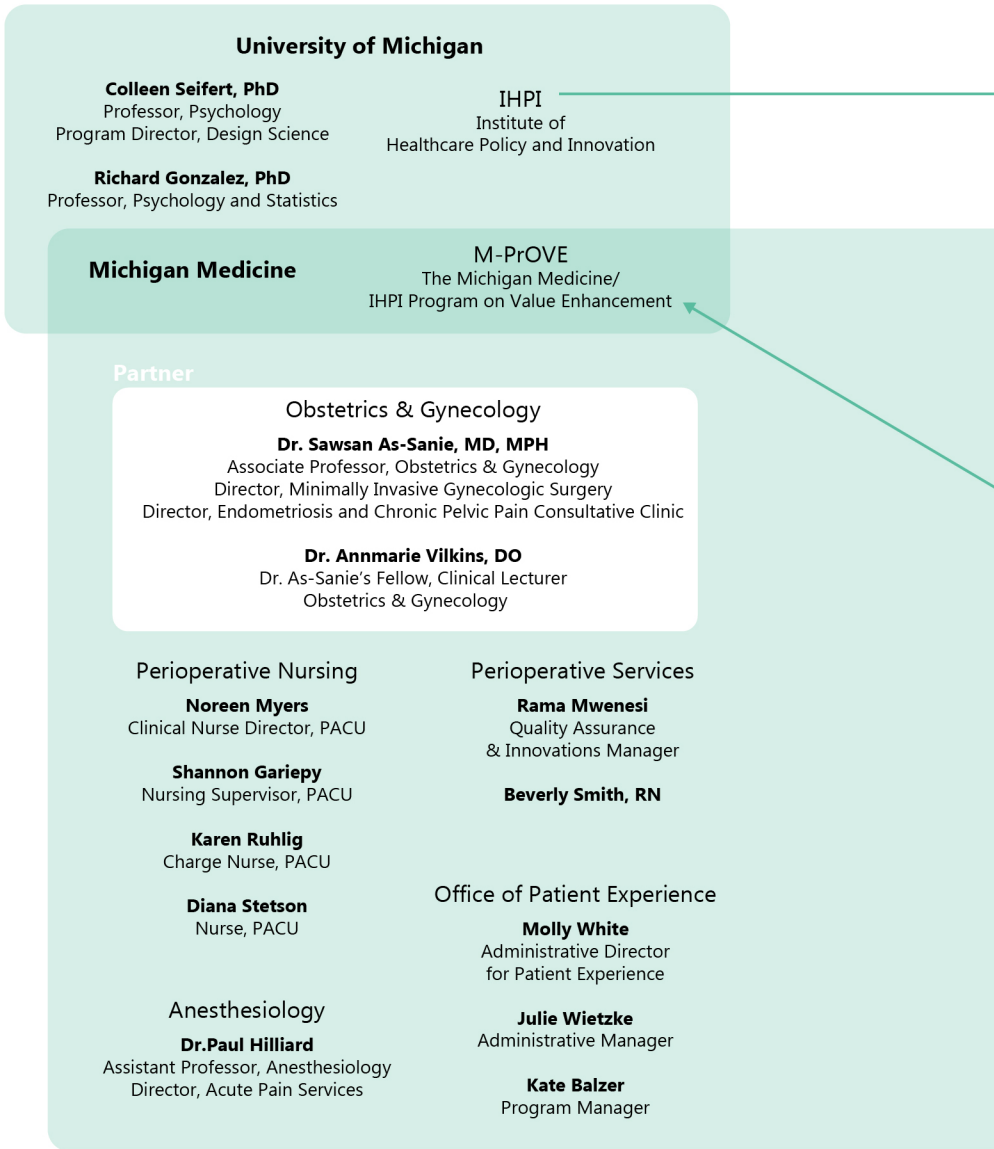 University of Michigan
Colleen Seifert, PhD
Professor, Psychology
Program Director, Design Science
Richard Gonzalez, PhD
Professor, Psychology and Statistics
IHPI
Institute of
Healthcare Policy and Innovation
Michigan Medicine
M-PrOVE
The Michigan Medicine/
IHPI Program on Value Enhancement
Partner
Obstetrics & Gynecology
Dr. Sawsan As-Sanie, MD, MPH
Associate Professor, Obstetrics & Gynecology
Director, Minimally Invasive Gynecologic Surgery
Director, Endometriosis and Chronic Pelvic Pain Consultative Clinic
Dr. Annmarie Vilkins, DO
Dr. As-Sanie’s Fellow, Clinical Lecturer
Obstetrics & Gynecology
Perioperative Nursing
Noreen Myers
Clinical Nurse Director, PACU
Shannon Gariepy
Nursing Supervisor, PACU
Karen Ruhlig
Charge Nurse, PACU
Diana Stetson
Nurse, PACU
Anesthesiology
Dr.Paul Hilliard
Assistant Professor, Anesthesiology
Director, Acute Pain Services
Perioperative Services
Rama Mwenesi
Quality Assurance
& Innovations Manager
Beverly Smith, RN
Office of Patient Experience
Molly White
Administrative Director
for Patient Experience
Julie Wietzke
Administrative Manager
Kate Balzer
Program Manager